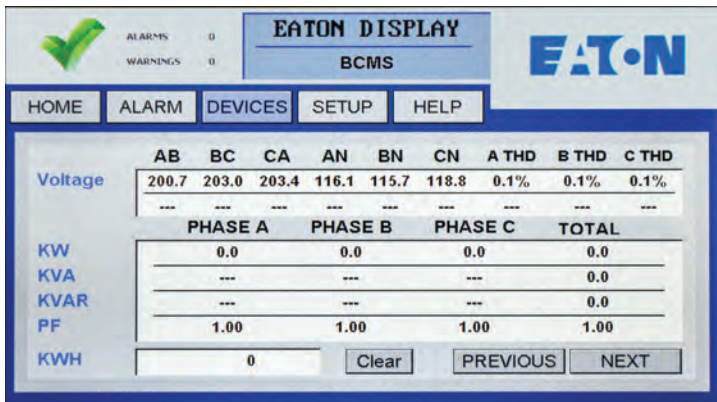 ALARMS 0
WARNINGS 0
EATON DISPLAY
BCMS
EATON
HOME ALARM DEVICES SETUP HELP
AB BC CA AN BN CN A THD B THD C THD
Voltage 200.7 203.0 203.4 116.1 115.7 118.8 0.1% 0.1% 0.1%
--- --- --- --- --- --- --- --- ---
PHASE A PHASE B PHASE C TOTAL
KW 0.0 0.0 0.0 0.0
KVA --- --- --- 0.0
KVAR --- --- --- 0.0
PF 1.00 1.00 1.00 1.00
KWH 0 Clear PREVIOUS NEXT